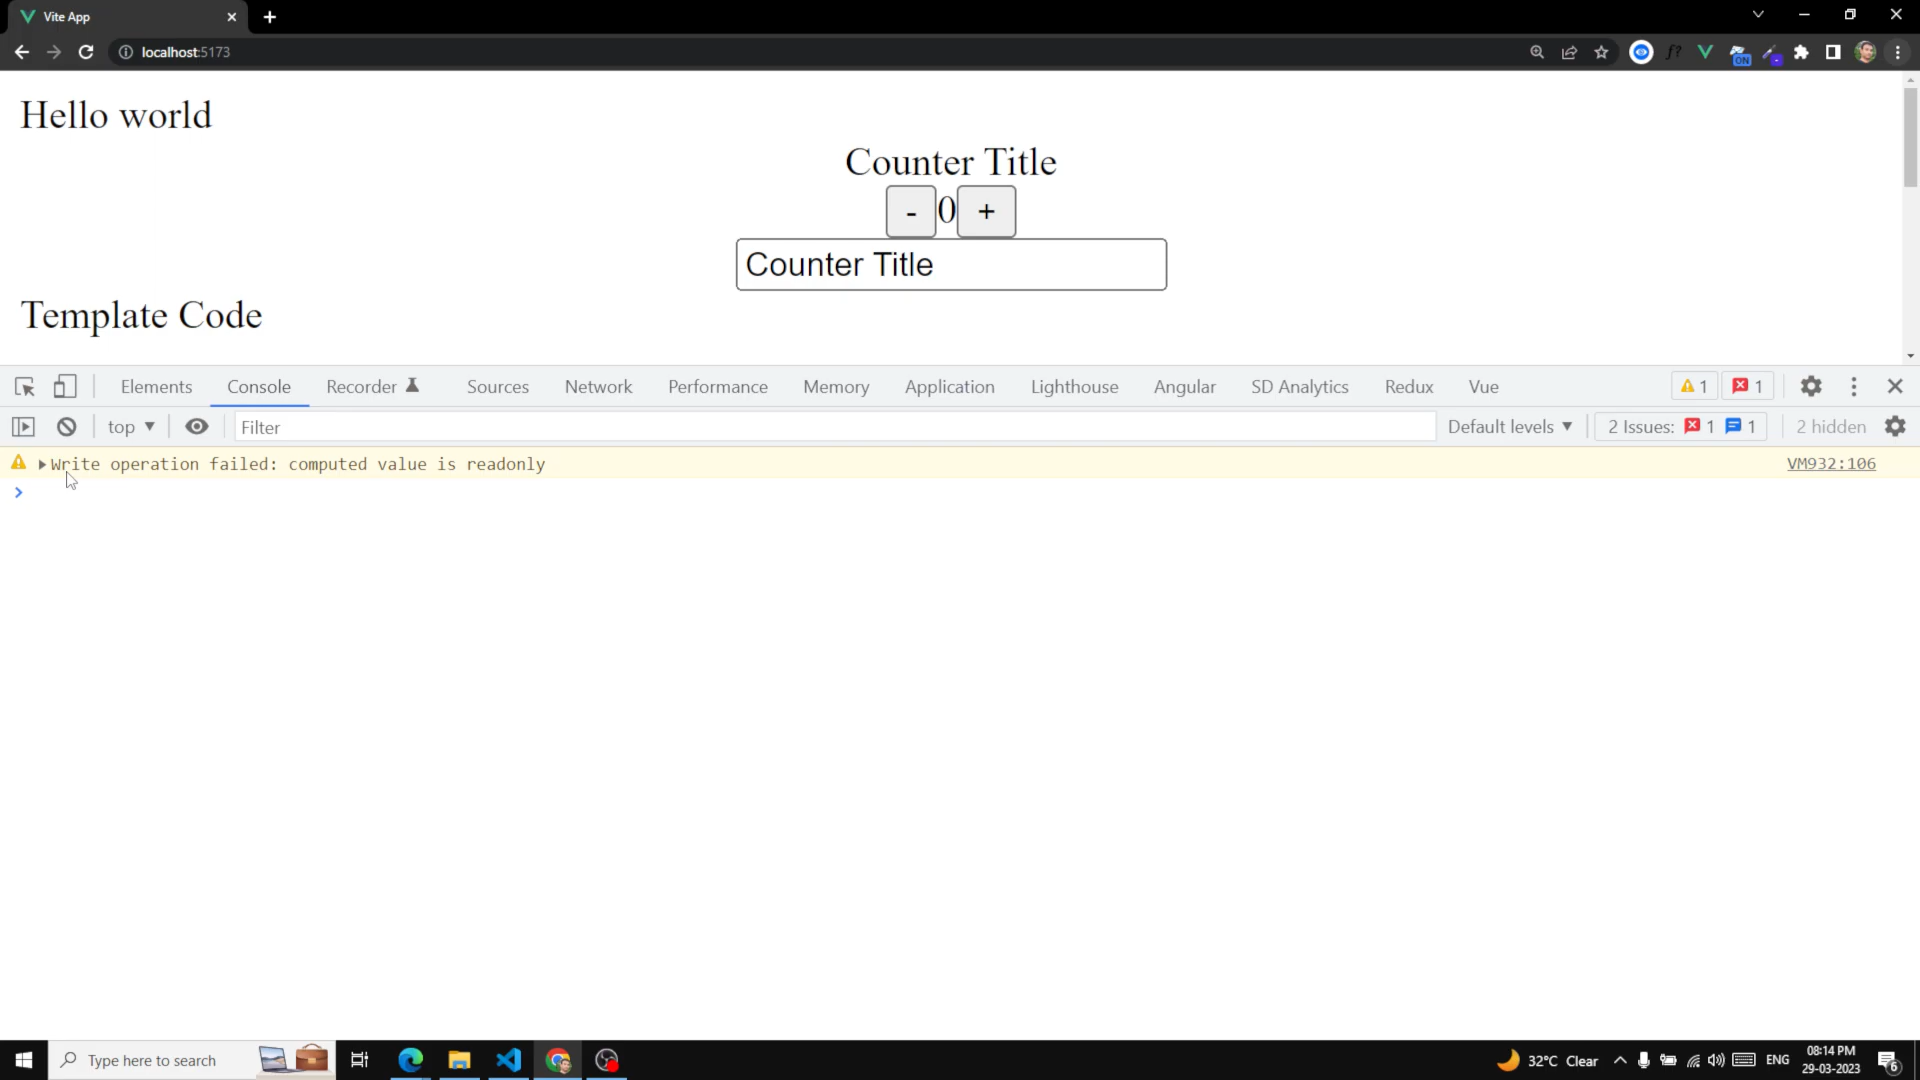 Vite App
localhost:5173
ON
Hello world
Counter Title
- 0 +
Counter Title
Template Code
Elements Console Recorder Sources Network Performance Memory Application Lighthouse Angular SD Analytics Redux Vue 1 1
top Filter Default levels 2 Issues: 1 1 2 hidden
Write operation failed: computed value is readonly VM932:106
Type here to search
32°C Clear
ENG
08:14 PM
29-03-2023
6